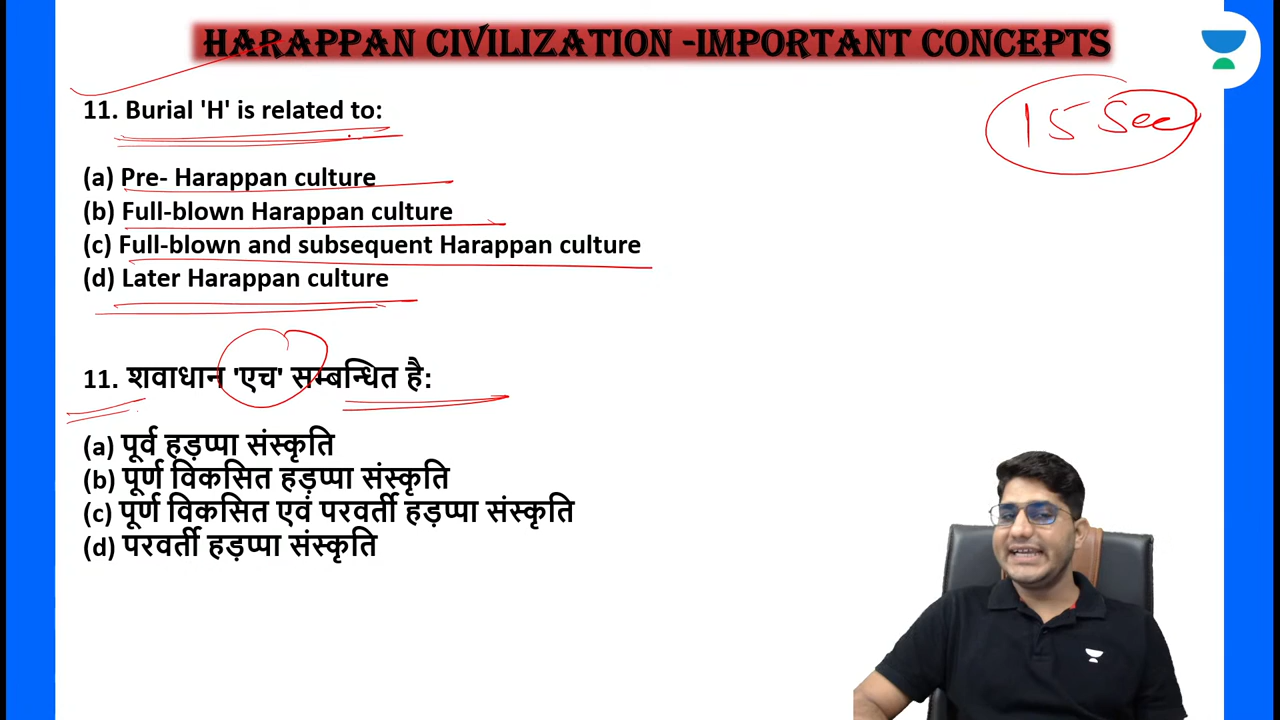 HARAPPAN CIVILIZATION -IMPORTANT CONCEPTS
15 Sec
11. Burial 'H' is related to:
(a) Pre- Harappan culture
(b) Full-blown Harappan culture
(c) Full-blown and subsequent Harappan culture
(d) Later Harappan culture
11. शवाधान 'एच' सम्बन्धित है:
(a) पूर्व हड़प्पा संस्कृति
(b) पूर्ण विकसित हड़प्पा संस्कृति
(c) पूर्ण विकसित एवं परवर्ती हड़प्पा संस्कृति
(d) परवर्ती हड़प्पा संस्कृति